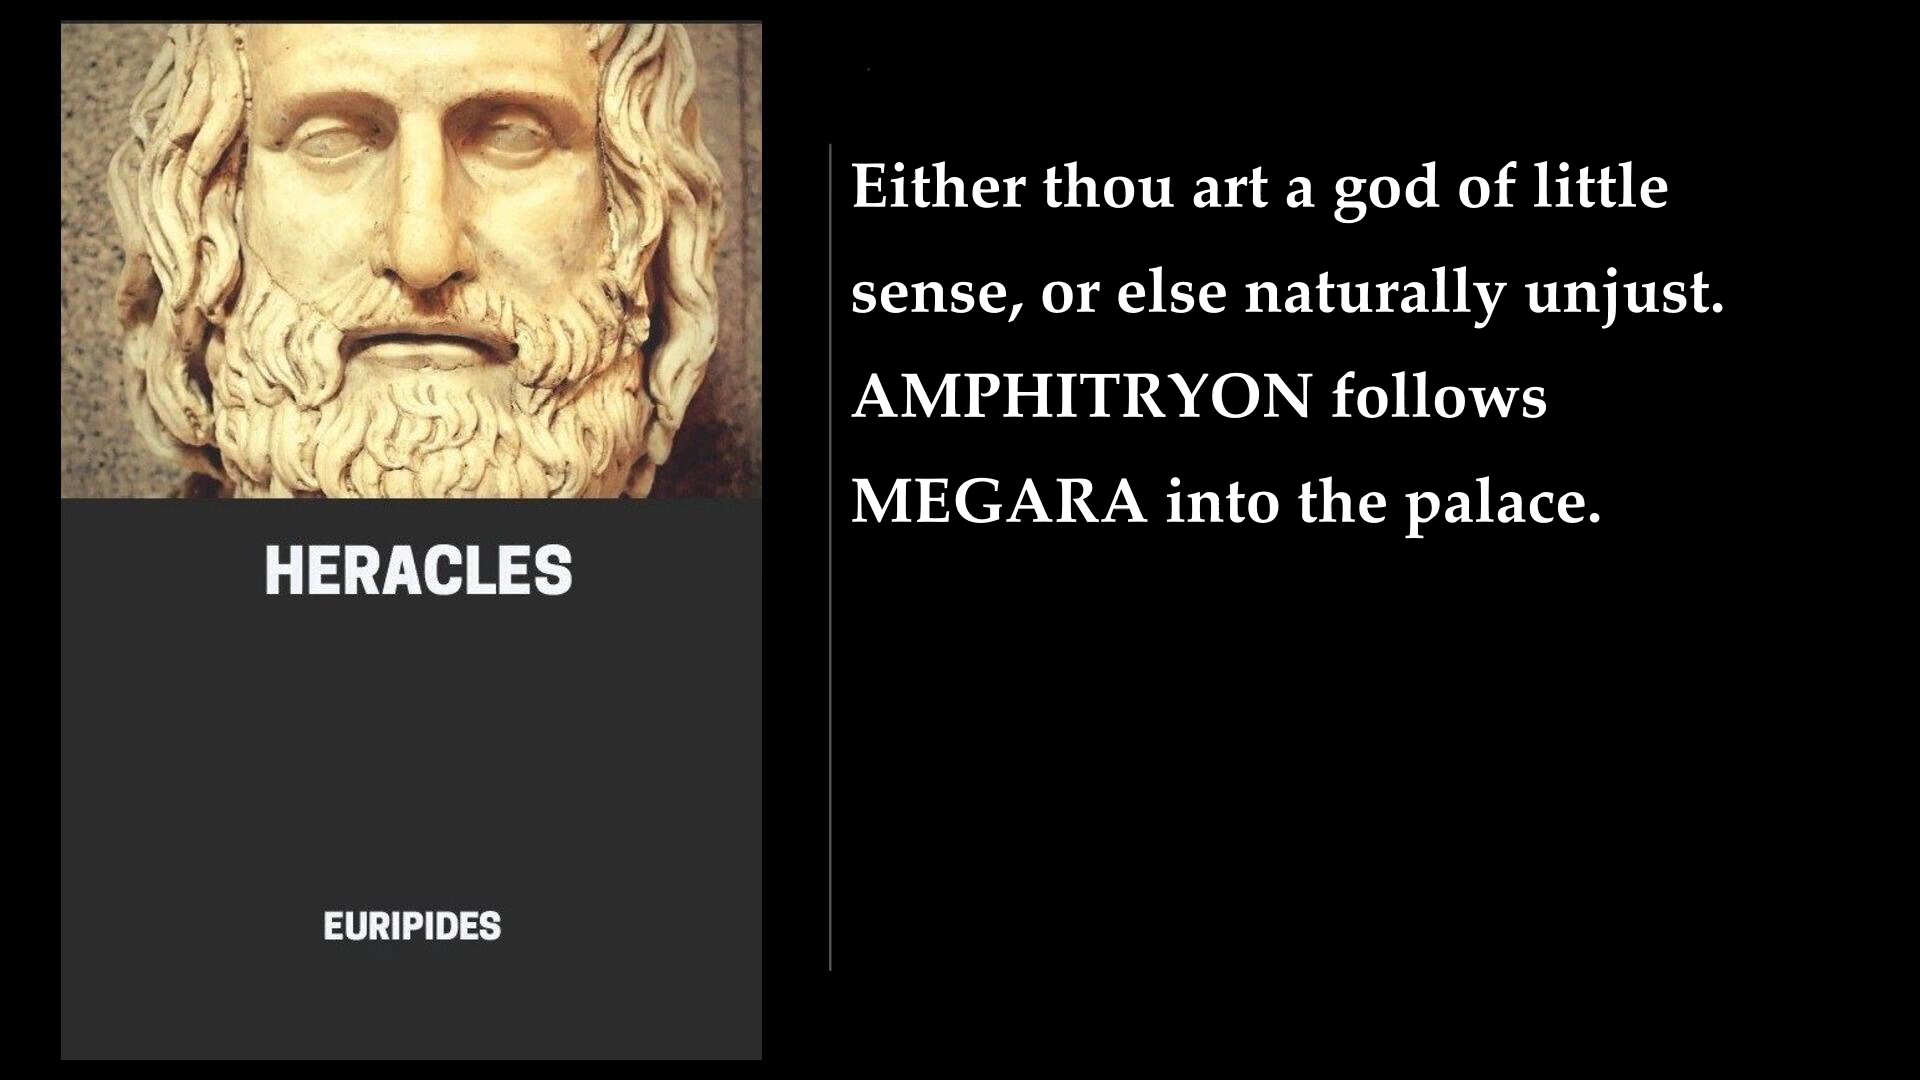 HERACLES
EURIPIDES
Either thou art a god of little
sense, or else naturally unjust.
AMPHITRYON follows
MEGARA into the palace.